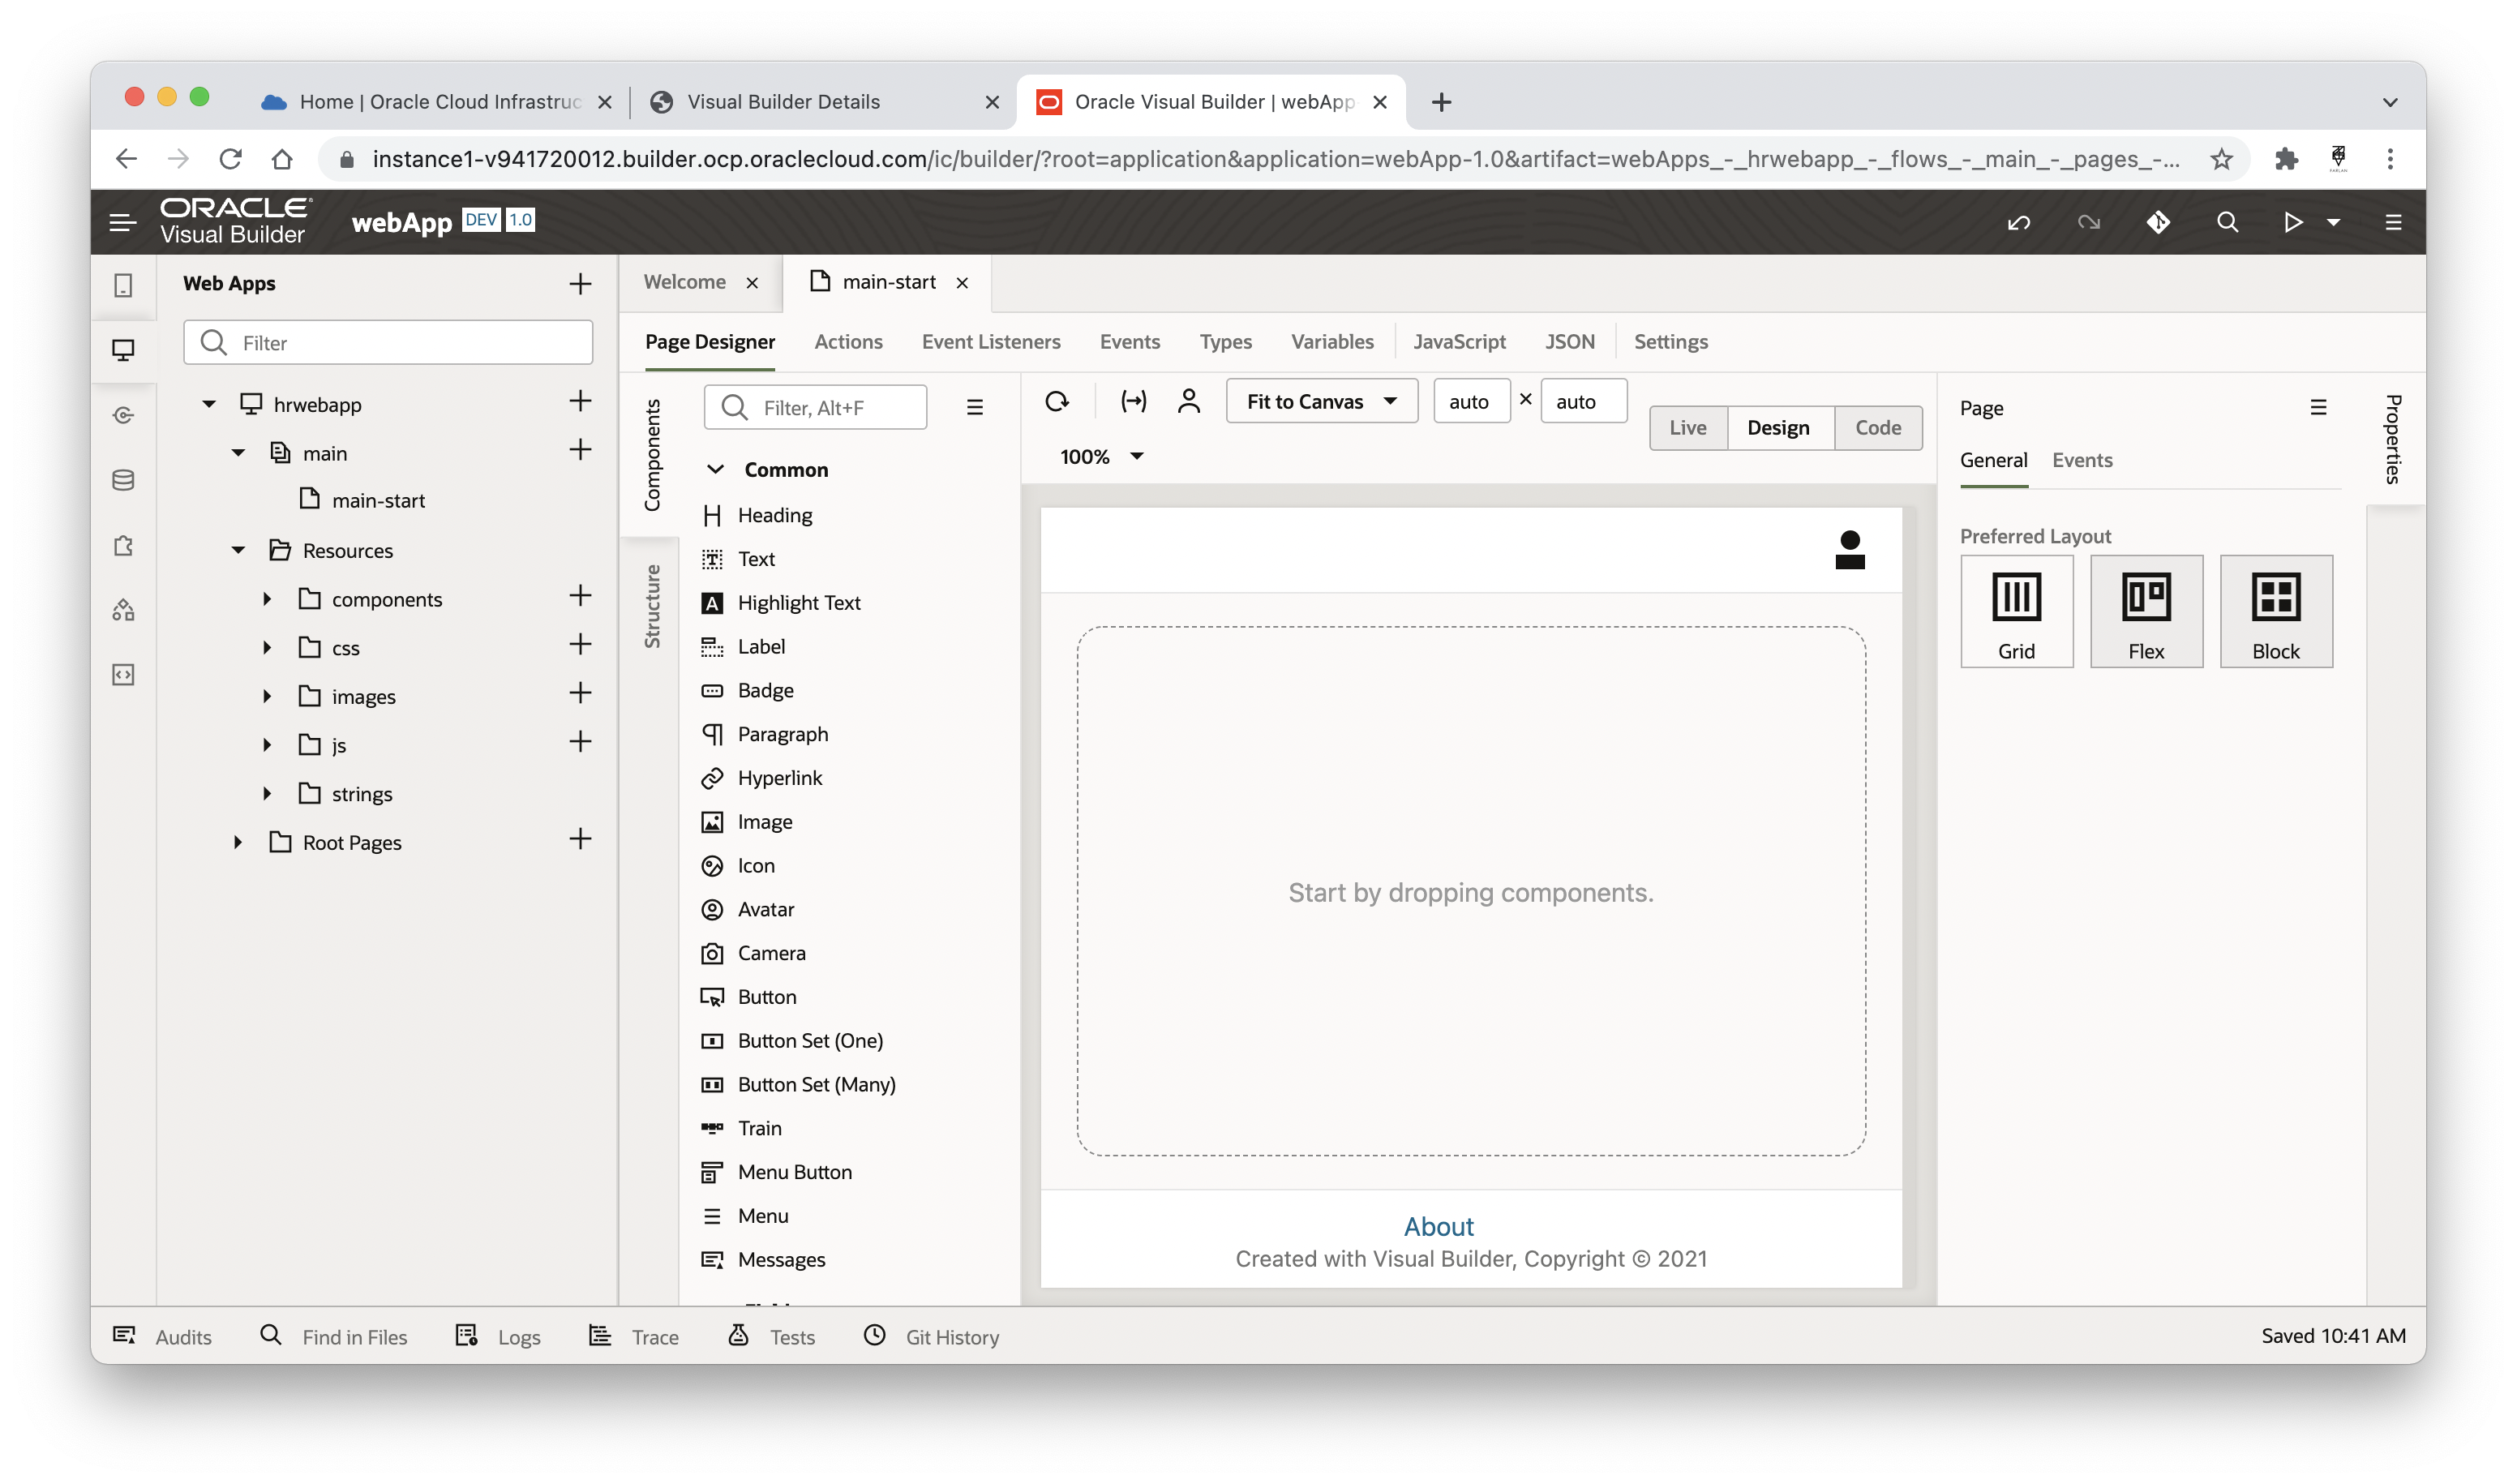 Home | Oracle Cloud Infrastruc
Visual Builder Details
Oracle Visual Builder | webApp
instance1-v941720012.builder.ocp.oraclecloud.com/ic/builder/?root=application&application=webApp-1.0&artifact=webApps_-_hrwebapp_-_flows_-_main_-_pages_-...
ORACLE
Visual Builder
webApp DEV 1.0
Web Apps
Filter
hrwebapp
main
main-start
Resources
components
css
images
js
strings
Root Pages
Welcome
main-start
Page Designer Actions Event Listeners Events Types Variables JavaScript JSON Settings
Components
Structure
Filter, Alt+F
Common
Heading
Text
Highlight Text
Label
Badge
Paragraph
Hyperlink
Image
Icon
Avatar
Camera
Button
Button Set (One)
Button Set (Many)
Train
Menu Button
Menu
Messages
Fit to Canvas auto × auto
Live Design Code
100%
Start by dropping components.
About
Created with Visual Builder, Copyright © 2021
Page
General Events
Preferred Layout
Grid Flex Block
Properties
Audits Find in Files Logs Trace Tests Git History
Saved 10:41 AM